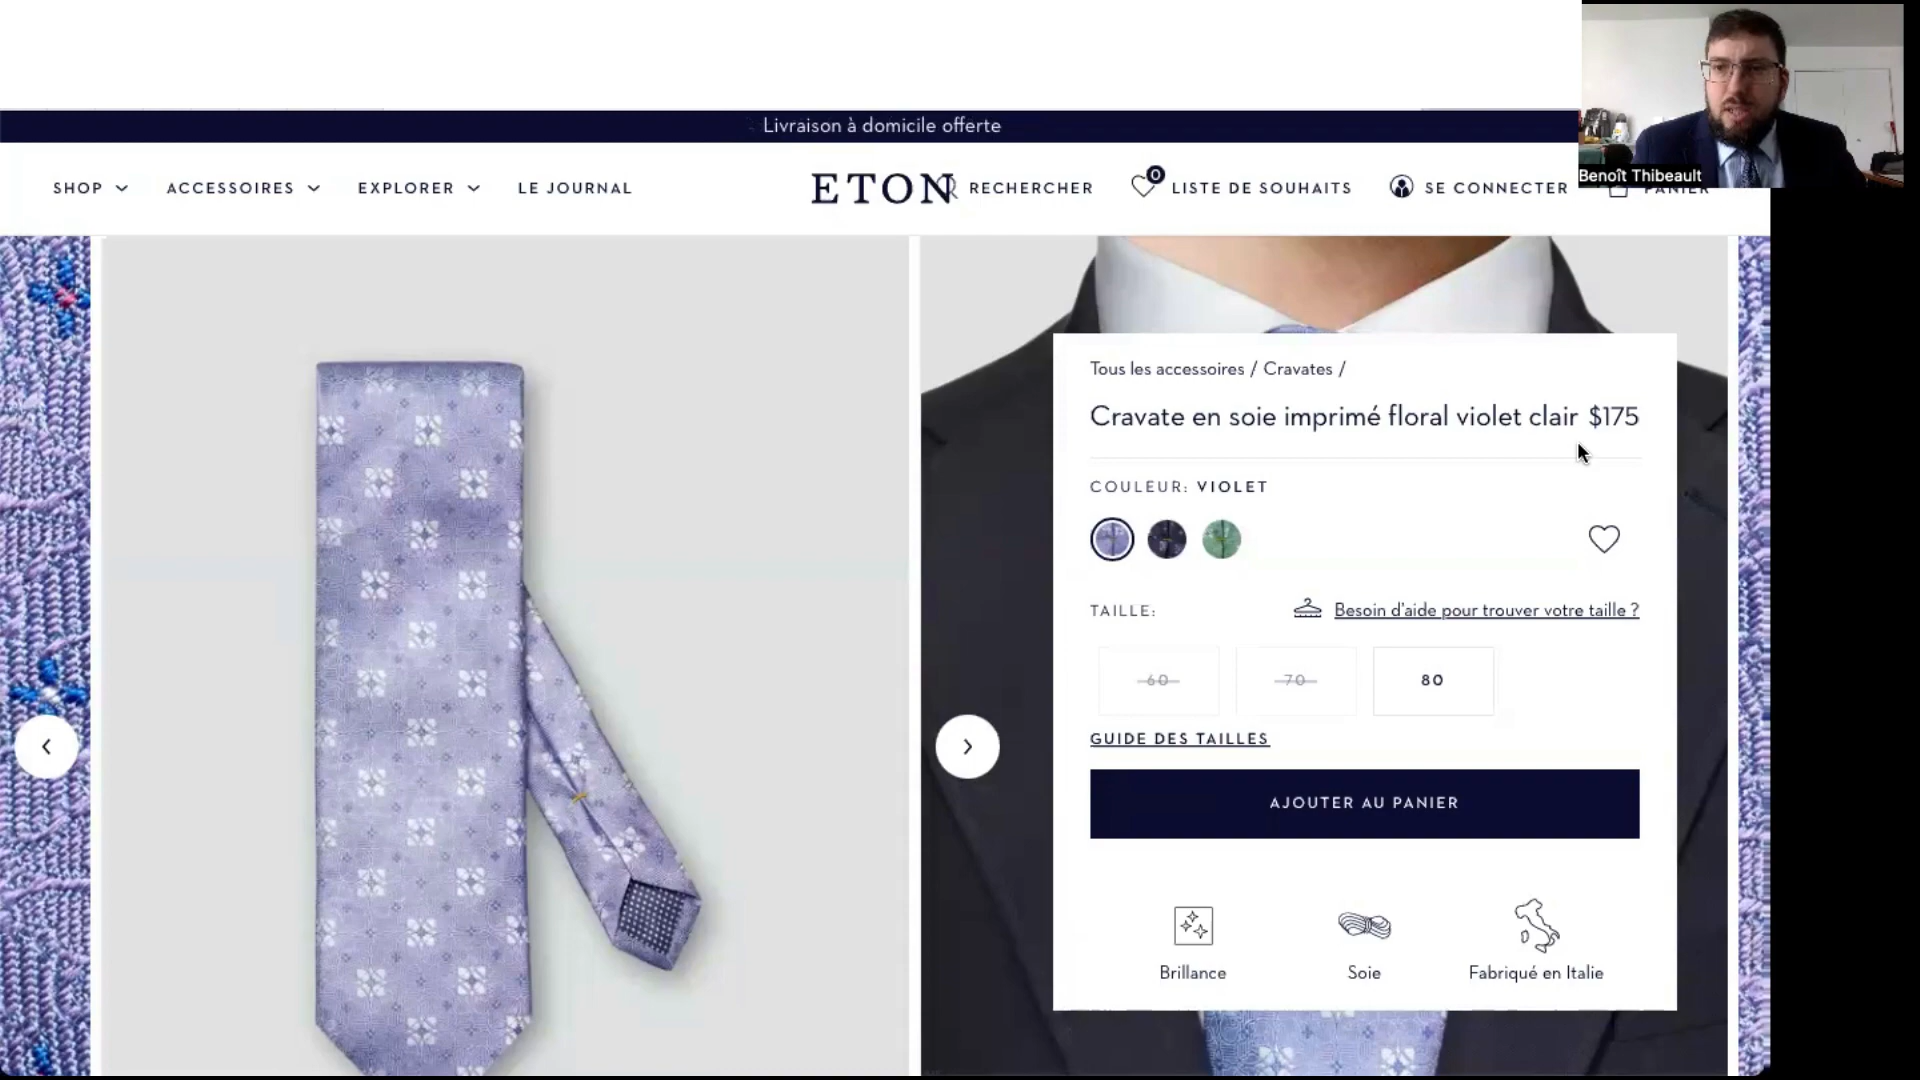 Livraison à domicile offerte
SHOP ACCESSOIRES EXPLORER LE JOURNAL ETON RECHERCHER 0 LISTE DE SOUHAITS SE CONNECTER PANIER
Benoît Thibeault
Tous les accessoires / Cravates /
Cravate en soie imprimé floral violet clair $175
COULEUR: VIOLET
TAILLE: Besoin d'aide pour trouver votre taille ?
60 70 80
GUIDE DES TAILLES
AJOUTER AU PANIER
Brillance Soie Fabriqué en Italie